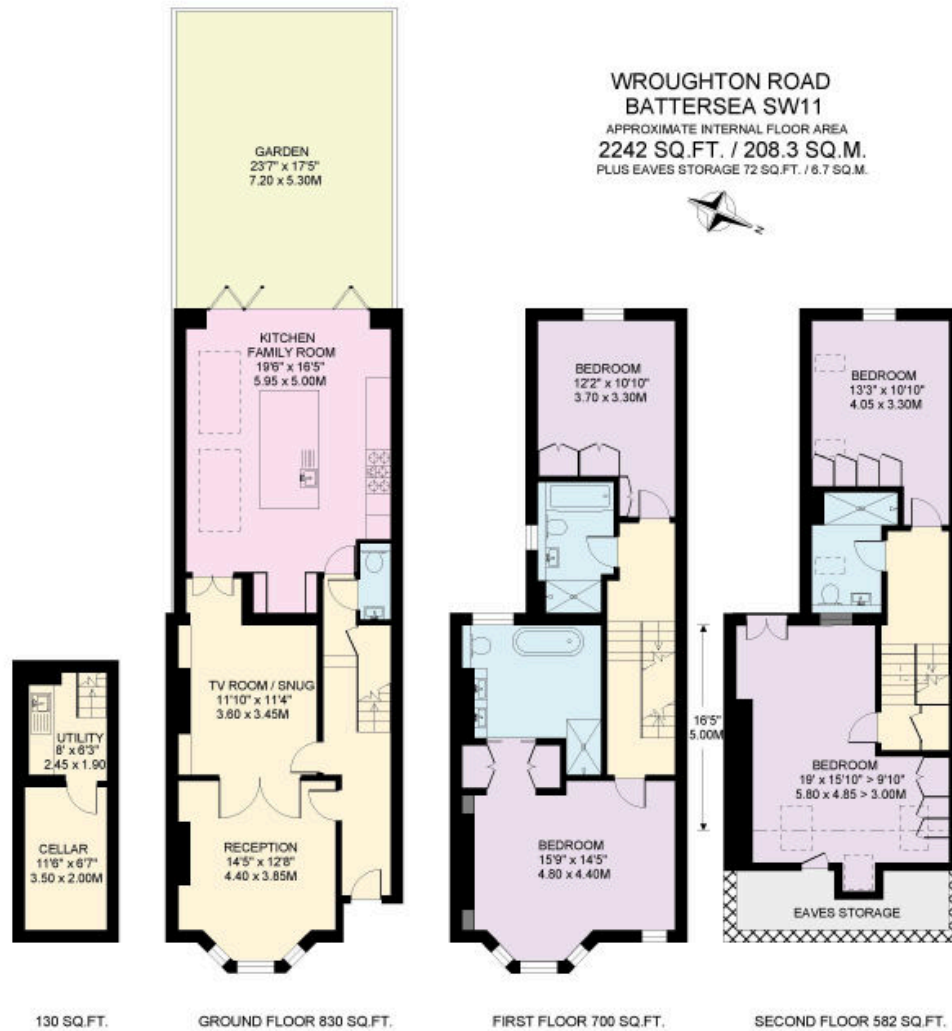 WROUGHTON ROAD
BATTERSEA SW11
APPROXIMATE INTERNAL FLOOR AREA
2242 SQ.FT. / 208.3 SQ.M.
PLUS EAVES STORAGE 72 SQ.FT. / 6.7 SQ.M.
N
GARDEN
23'7" x 17'5"
7.20 x 5.30M
KITCHEN
FAMILY ROOM
19'6" x 16'5"
5.95 x 5.00M
TV ROOM / SNUG
11'10" x 11'4"
3.60 x 3.45M
RECEPTION
14'5" x 12'8"
4.40 x 3.85M
UTILITY
8' x 6'3"
2.45 x 1.90
CELLAR
11'6" x 6'7"
3.50 x 2.00M
BEDROOM
12'2" x 10'10"
3.70 x 3.30M
BEDROOM
15'9" x 14'5"
4.80 x 4.40M
16'5"
5.00M
BEDROOM
13'3" x 10'10"
4.05 x 3.30M
BEDROOM
19' x 15'10" > 9'10"
5.80 x 4.85 > 3.00M
EAVES STORAGE
130 SQ.FT.
GROUND FLOOR 830 SQ.FT.
FIRST FLOOR 700 SQ.FT.
SECOND FLOOR 582 SQ.FT.